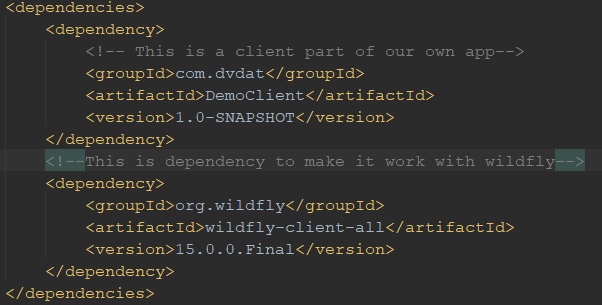 <dependencies>
<dependency>
<!-- This is a client part of our own app-->
<groupId>com.dvdat</groupId>
<artifactId>DemoClient</artifactId>
<version>1.0-SNAPSHOT</version>
</dependency>
<!--This is dependency to make it work with wildfly-->
<dependency>
<groupId>org.wildfly</groupId>
<artifactId>wildfly-client-all</artifactId>
<version>15.0.0.Final</version>
</dependency>
</dependencies>